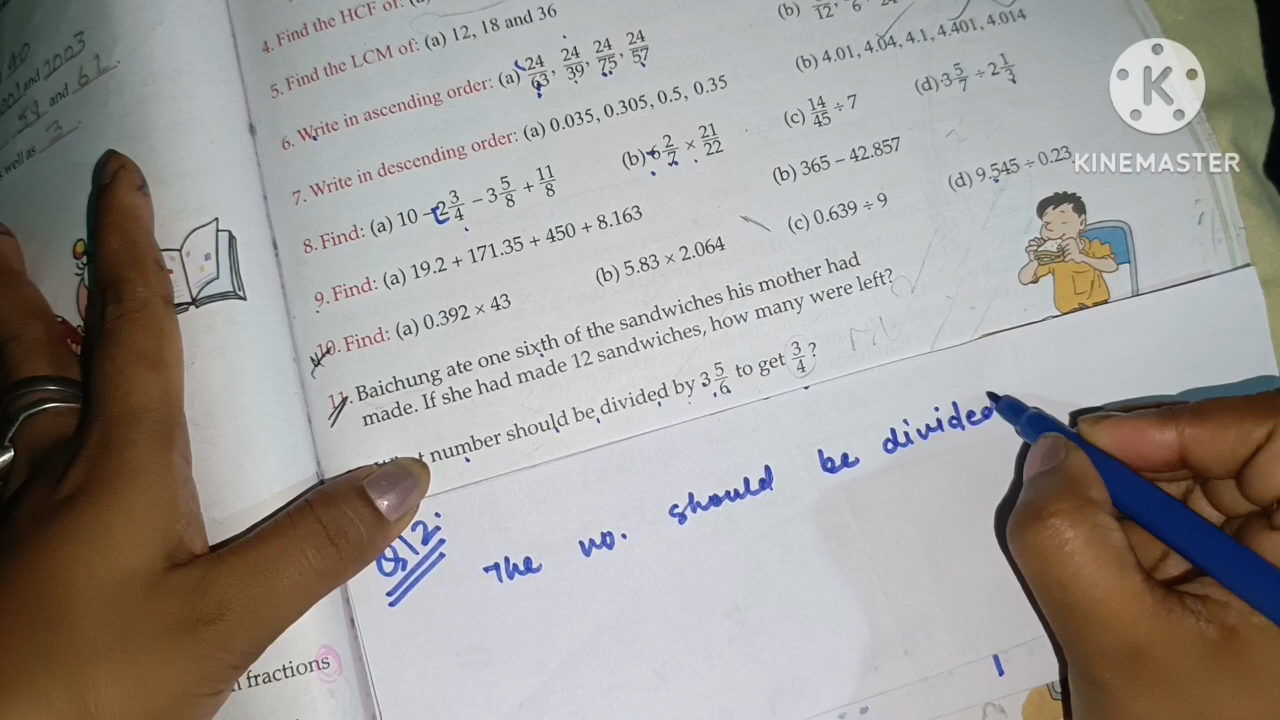 1003
and
and 61
well as 3.
4. Find the HCF of:
5. Find the LCM of: (a) 12, 18 and 36
6. Write in ascending order: (a) 24/63, 24/39, 24/75, 24/57
(b) 4.01, 4.04, 4.1, 4.401, 4.014
7. Write in descending order: (a) 0.035, 0.305, 0.5, 0.35
8. Find: (a) 10 – 2 3/4 – 3 5/8 + 11/8 (b) 6 2/7 × 21/22 (c) 14/45 ÷ 7 (d) 3 5/7 ÷
9. Find: (a) 19.2 + 171.35 + 450 + 8.163 (b) 365 – 42.857
10. Find: (a) 0.392 × 43 (b) 5.83 × 2.064 (c) 0.639 ÷ 9 (d) 9.545 ÷ 0.23
11. Baichung ate one sixth of the sandwiches his mother had
made. If she had made 12 sandwiches, how many were left?
number should be divided by 3 5/6 to get 3/4?
Q12.
The no. should be divided
fractions
KINEMASTER